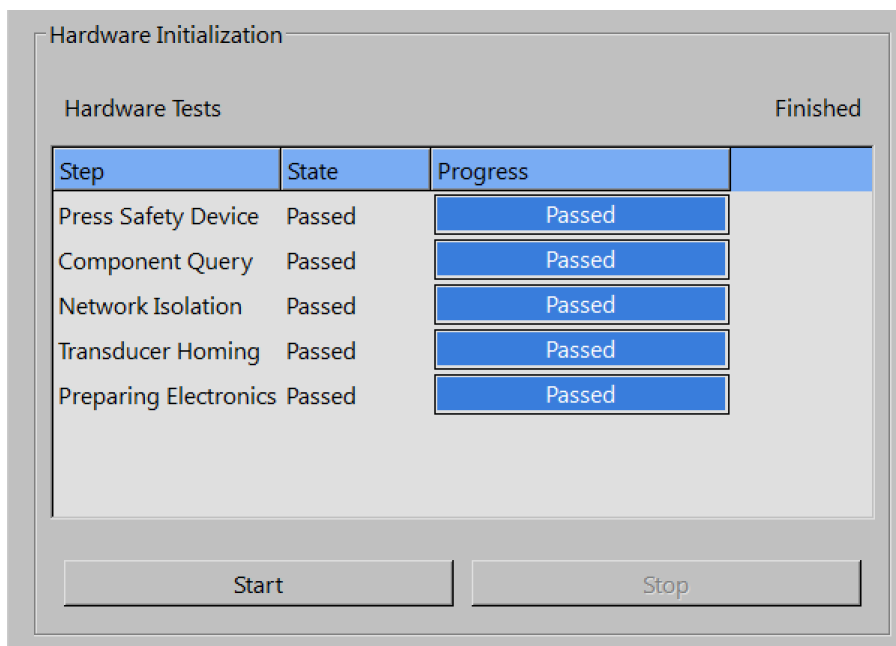 Hardware Initialization
Hardware Tests Finished
Step State Progress
Press Safety Device Passed Passed
Component Query Passed Passed
Network Isolation Passed Passed
Transducer Homing Passed Passed
Preparing Electronics Passed Passed
Start Stop